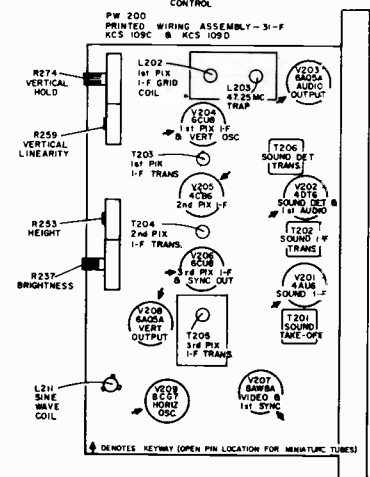 CONTROL
PW 200
PRINTED WIRING ASSEMBLY-31-F
KCS 109C & KCS 109D
R274
VERTICAL
HOLD
L202
1st PIX
I-F GRID
COIL
L203
47.25 MC
TRAP
V203
6AQ5A
AUDIO
OUTPUT
V204
6CU8
1st PIX I-F
& VERT OSC
R259
VERTICAL
LINEARITY
T203
1st PIX
I-F TRANS
T206
SOUND DET
TRANS.
V205
4CB6
2nd PIX I-F
V202
4DT6
SOUND DET &
1st AUDIO
R253
HEIGHT
T204
2nd PIX
I-F TRANS.
T202
SOUND I-F
TRANS
R237
BRIGHTNESS
V206
6CU8
3rd PIX I-F
& SYNC OUT
V201
4AU6
SOUND I-F
V208
6AQ5A
VERT
OUTPUT
T205
3rd PIX
I-F TRANS
T201
SOUND
TAKE-OFF
L211
SINE
WAVE
COIL
V209
8CG7
HORIZ
OSC
V207
8AW8A
VIDEO &
1st SYNC
DENOTES KEYWAY (OPEN PIN LOCATION FOR MINIATURE TUBES)